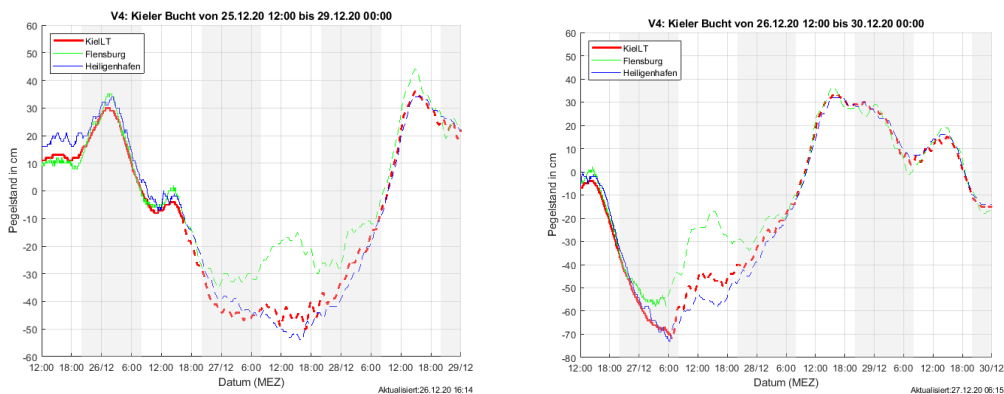 V4: Kieler Bucht von 25.12.20 12:00 bis 29.12.20 00:00
KielLT
Flensburg
Heiligenhafen
Pegelstand in cm
60
50
40
30
20
10
0
-10
-20
-30
-40
-50
-60
12:00 18:00 26/12 06:00 12:00 18:00 27/12 06:00 12:00 18:00 28/12 06:00 12:00 18:00 29/12
Datum (MEZ)
Aktualisiert:26.12.20 16:14
V4: Kieler Bucht von 26.12.20 12:00 bis 30.12.20 00:00
KielLT
Flensburg
Heiligenhafen
Pegelstand in cm
60
50
40
30
20
10
0
-10
-20
-30
-40
-50
-60
-70
-80
12:00 18:00 27/12 06:00 12:00 18:00 28/12 06:00 12:00 18:00 29/12 06:00 12:00 18:00 30/12
Datum (MEZ)
Aktualisiert:27.12.20 06:15